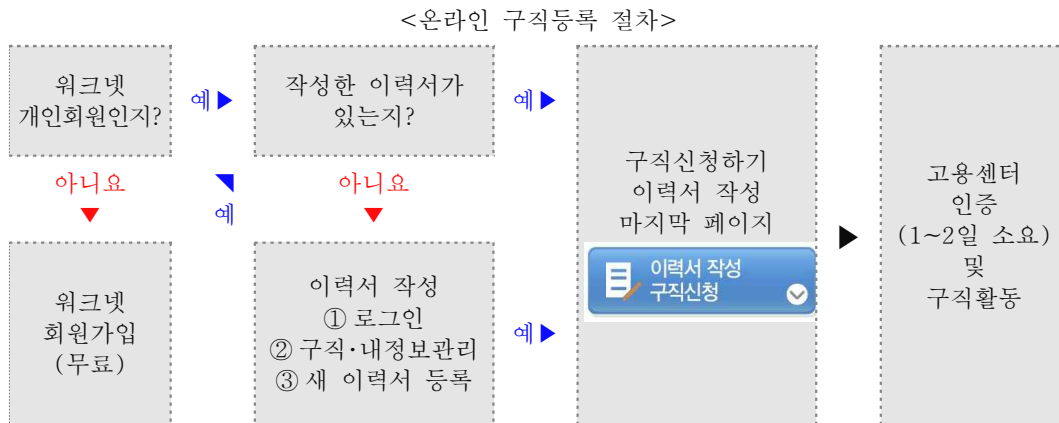 <온라인 구직등록 절차>
워크넷
개인회원인지?
예▶
작성한 이력서가
있는지?
예▶
아니요
▼
◥
예
아니요
▼
워크넷
회원가입
(무료)
이력서 작성
① 로그인
② 구직·내정보관리
③ 새 이력서 등록
예▶
구직신청하기
이력서 작성
마지막 페이지
이력서 작성
구직신청
▶
고용센터
인증
(1~2일 소요)
및
구직활동